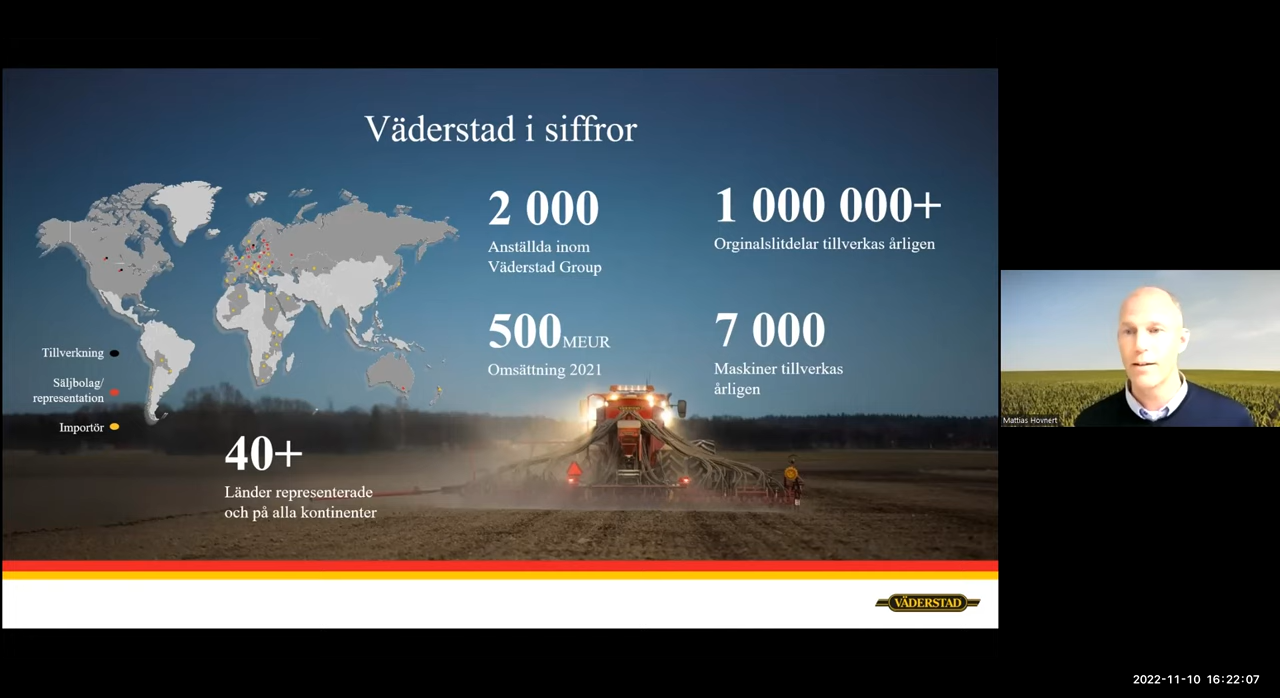 Väderstad i siffror
2 000
Anställda inom
Väderstad Group
1 000 000+
Orginalslitdelar tillverkas årligen
500MEUR
Omsättning 2021
7 000
Maskiner tillverkas
årligen
Tillverkning
Säljbolag/
representation
Importör
40+
Länder representerade
och på alla kontinenter
VÄDERSTAD
Mattias Hovnert
2022-11-10 16:22:07